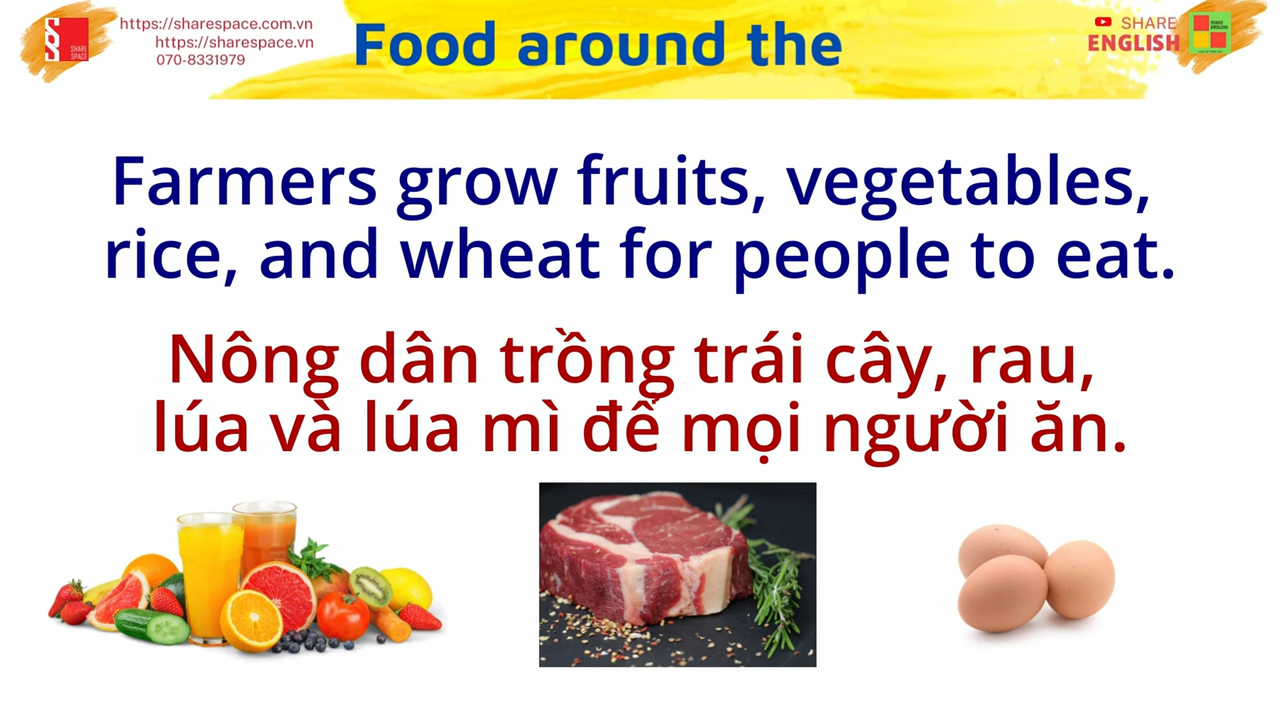 https://sharespace.com.vn
https://sharespace.vn
070-8331979
SHARE
SPACE
Food around the
SHARE
ENGLISH
Farmers grow fruits, vegetables,
rice, and wheat for people to eat.
Nông dân trồng trái cây, rau,
lúa và lúa mì để mọi người ăn.